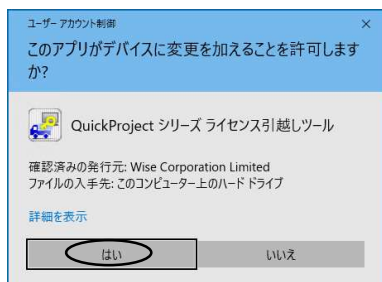 ユーザー アカウント制御
このアプリがデバイスに変更を加えることを許可します
か?
QuickProject シリーズ ライセンス引越しツール
確認済みの発行元: Wise Corporation Limited
ファイルの入手先: このコンピューター上のハード ドライブ
詳細を表示
はい
いいえ